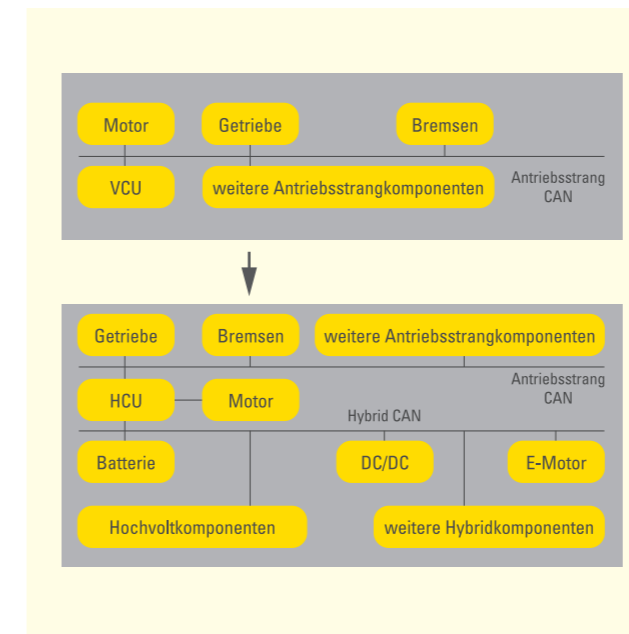 Motor
Getriebe
Bremsen
VCU
weitere Antriebsstrangkomponenten
Antriebsstrang
CAN
Getriebe
Bremsen
weitere Antriebsstrangkomponenten
Antriebsstrang
CAN
HCU
Motor
Hybrid CAN
Batterie
DC/DC
E-Motor
Hochvoltkomponenten
weitere Hybridkomponenten